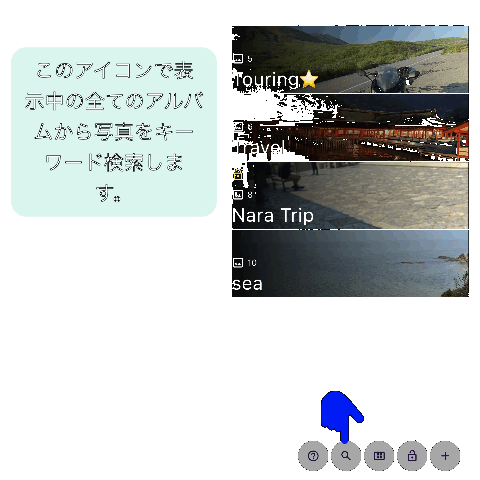 このアイコンで表
示中の全てのアルバ
ムから写真をキー
ワード検索しま
す。
5
Touring⭐
6
Travel
8
Nara Trip
10
sea